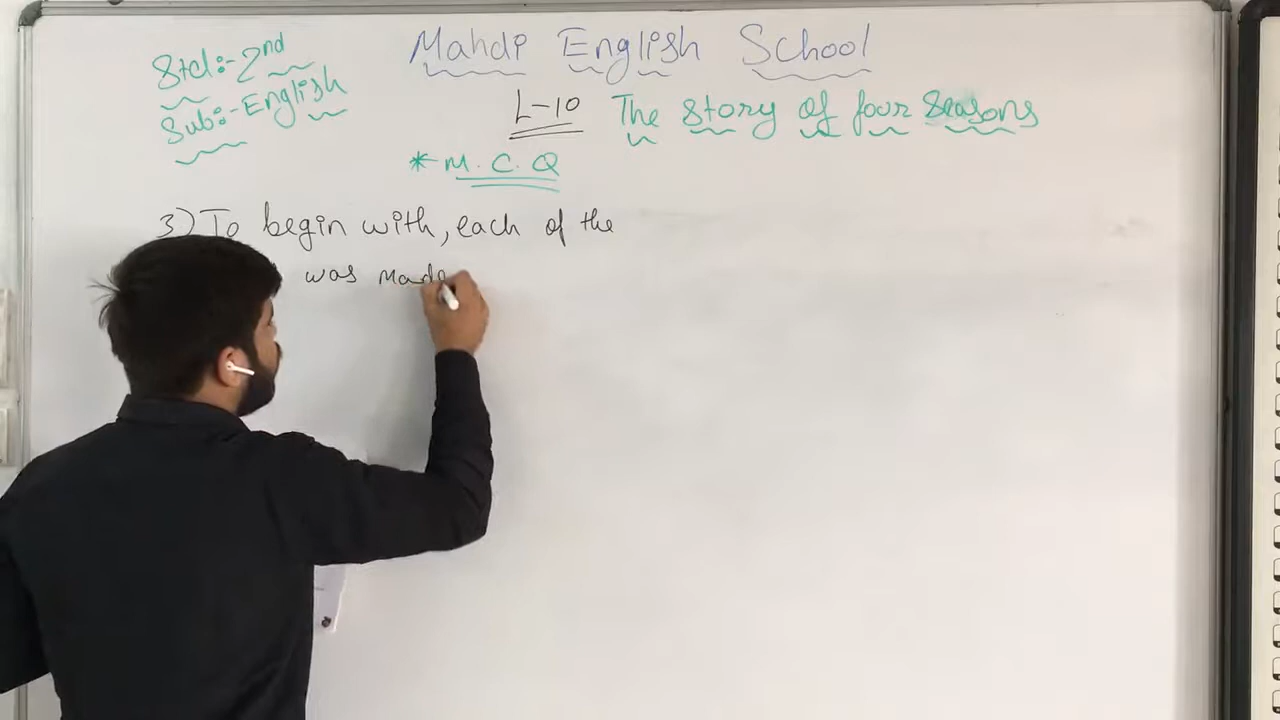 Std:- 2nd
Sub:- English
Mahdi English School
L-10 The story of four Seasons
* M. C. Q
3) To begin with, each of the
was made